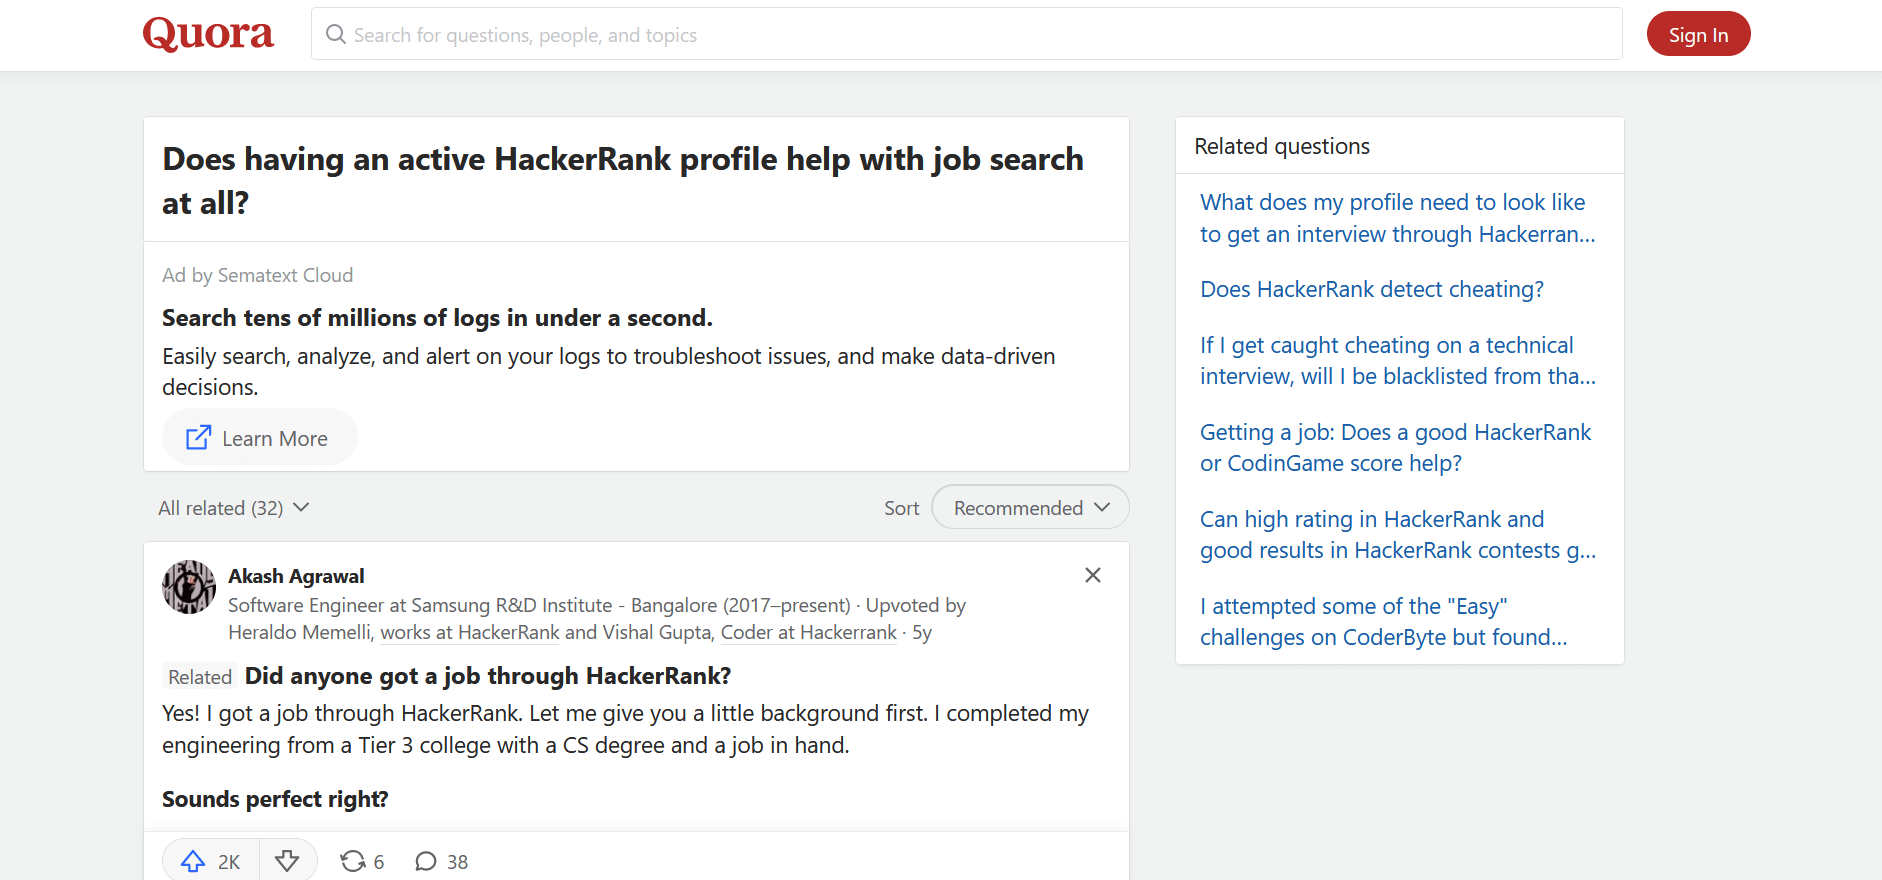 Quora
Search for questions, people, and topics
Sign In
Does having an active HackerRank profile help with job search
at all?
Ad by Sematext Cloud
Search tens of millions of logs in under a second.
Easily search, analyze, and alert on your logs to troubleshoot issues, and make data-driven
decisions.
Learn More
All related (32)
Sort
Recommended
Akash Agrawal
Software Engineer at Samsung R&D Institute - Bangalore (2017–present) · Upvoted by
Heraldo Memelli, works at HackerRank and Vishal Gupta, Coder at Hackerrank · 5y
Related Did anyone got a job through HackerRank?
Yes! I got a job through HackerRank. Let me give you a little background first. I completed my
engineering from a Tier 3 college with a CS degree and a job in hand.
Sounds perfect right?
2K
6
38
Related questions
What does my profile need to look like
to get an interview through Hackerran...
Does HackerRank detect cheating?
If I get caught cheating on a technical
interview, will I be blacklisted from tha...
Getting a job: Does a good HackerRank
or CodinGame score help?
Can high rating in HackerRank and
good results in HackerRank contests g...
I attempted some of the "Easy"
challenges on CoderByte but found...